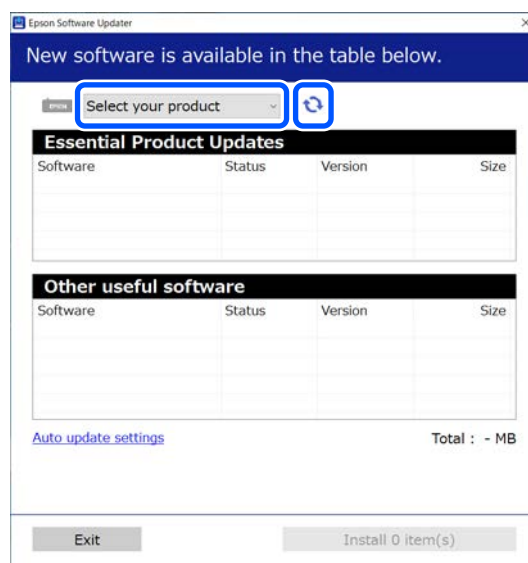 Epson Software Updater
New software is available in the table below.
EPSON Select your product
Essential Product Updates
Software Status Version Size
Other useful software
Software Status Version Size
Auto update settings Total : - MB
Exit Install 0 item(s)